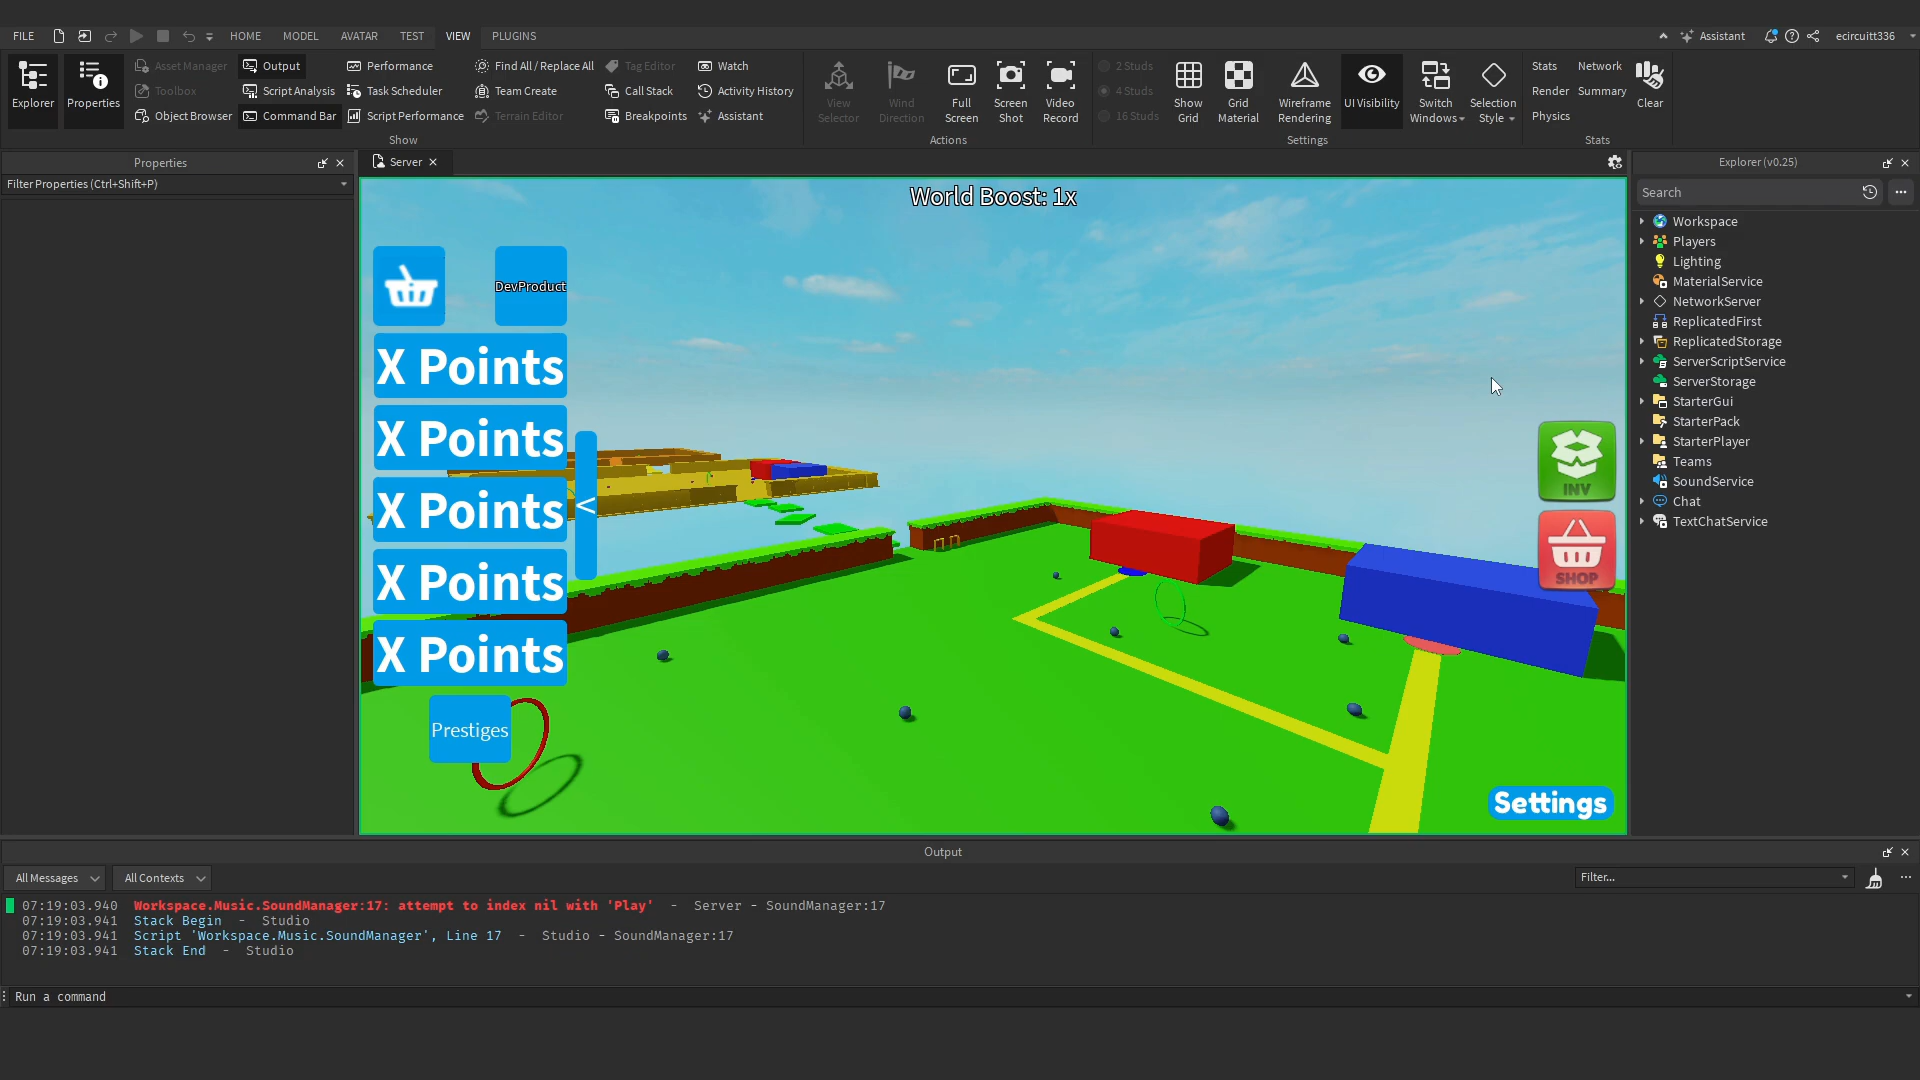 FILE HOME MODEL AVATAR TEST VIEW PLUGINS Assistant ecircuitt336
Explorer
Properties
Asset Manager Output Performance Find All / Replace All Tag Editor Watch
Toolbox Script Analysis Task Scheduler Team Create Call Stack Activity History
Object Browser Command Bar Script Performance Terrain Editor Breakpoints Assistant
Show
View Selector
Wind Direction
Full Screen
Screen Shot
Video Record
Actions
2 Studs
4 Studs
16 Studs
Show Grid
Grid Material
Wireframe Rendering
UI Visibility
Switch Windows
Selection Style
Settings
Stats Network
Render Summary
Physics
Clear
Stats
Properties
Filter Properties (Ctrl+Shift+P)
Server
World Boost: 1x
DevProduct
X Points
X Points
X Points
<
X Points
X Points
Prestiges
INV
SHOP
Settings
Explorer (v0.25)
Search
Workspace
Players
Lighting
MaterialService
NetworkServer
ReplicatedFirst
ReplicatedStorage
ServerScriptService
ServerStorage
StarterGui
StarterPack
StarterPlayer
Teams
SoundService
Chat
TextChatService
Output
All Messages All Contexts Filter...
07:19:03.940 Workspace.Music.SoundManager:17: attempt to index nil with 'Play' - Server - SoundManager:17
07:19:03.941 Stack Begin - Studio
07:19:03.941 Script 'Workspace.Music.SoundManager', Line 17 - Studio - SoundManager:17
07:19:03.941 Stack End - Studio
Run a command